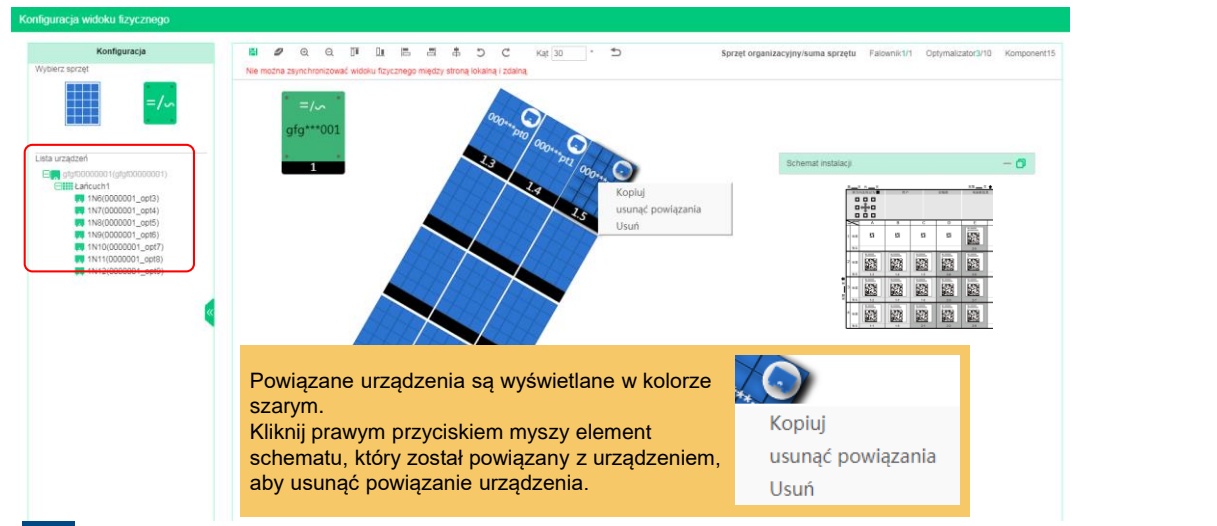 Konfiguracja widoku fizycznego
Konfiguracja
Wybierz sprzęt
=/~
Lista urządzeń
gfgf00000001(gfgf00000001)
Łańcuch1
1N6(0000001_opt3)
1N7(0000001_opt4)
1N8(0000001_opt5)
1N9(0000001_opt6)
1N10(0000001_opt7)
1N11(0000001_opt8)
1N12(0000001_opt9)
Kąt 30 °
Sprzęt organizacyjny/suma sprzętu Falownik1/1 Optymalizator3/10 Komponent15
Nie można zsynchronizować widoku fizycznego między stroną lokalną i zdalną
=/~
gfg***001
1
000***pt0
000***pt1
000***
1.3
1.4
1.5
Kopiuj
usunąć powiązania
Usuń
Schemat instalacji
Powiązane urządzenia są wyświetlane w kolorze
szarym.
Kliknij prawym przyciskiem myszy element
schematu, który został powiązany z urządzeniem,
aby usunąć powiązanie urządzenia.
Kopiuj
usunąć powiązania
Usuń